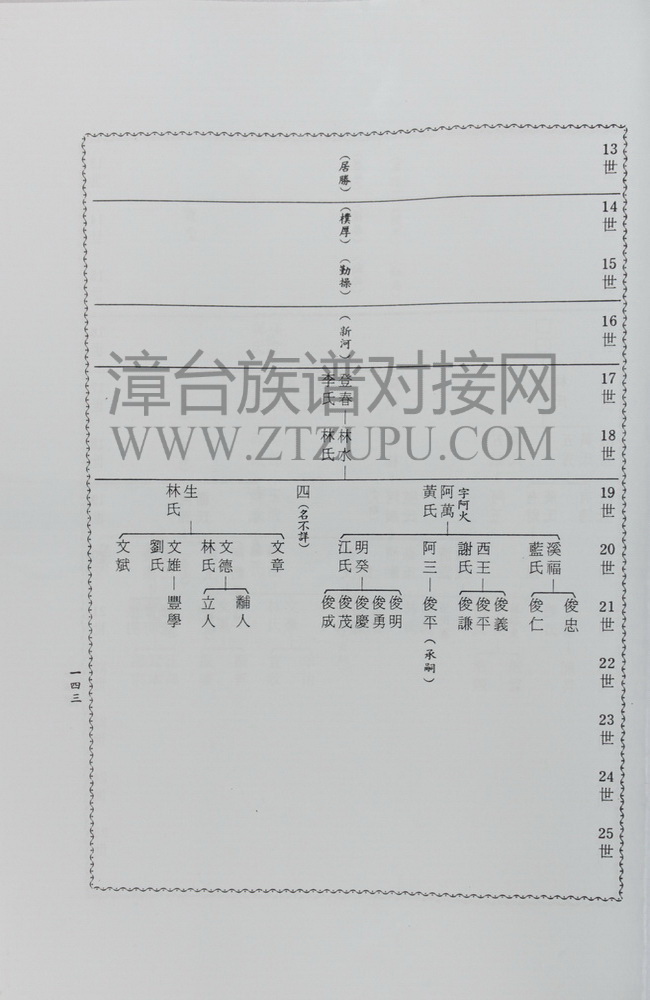 13世
14世
15世
16世
17世
18世
19世
20世
21世
22世
23世
24世
25世
（居勝）
（樸厚）
（勤操）
（新河）
登春
李氏
林水
林氏
阿萬
字阿火
黃氏
四（名不詳）
生
林氏
溪福
藍氏
西王
謝氏
阿三
明癸
江氏
文章
文德
林氏
文雄
劉氏
文斌
俊忠
俊仁
俊義
俊平
俊謙
俊平（承嗣）
俊明
俊勇
俊慶
俊茂
俊成
黼人
立人
豐學
一四三
漳台族谱对接网
WWW.ZTZUPU.COM